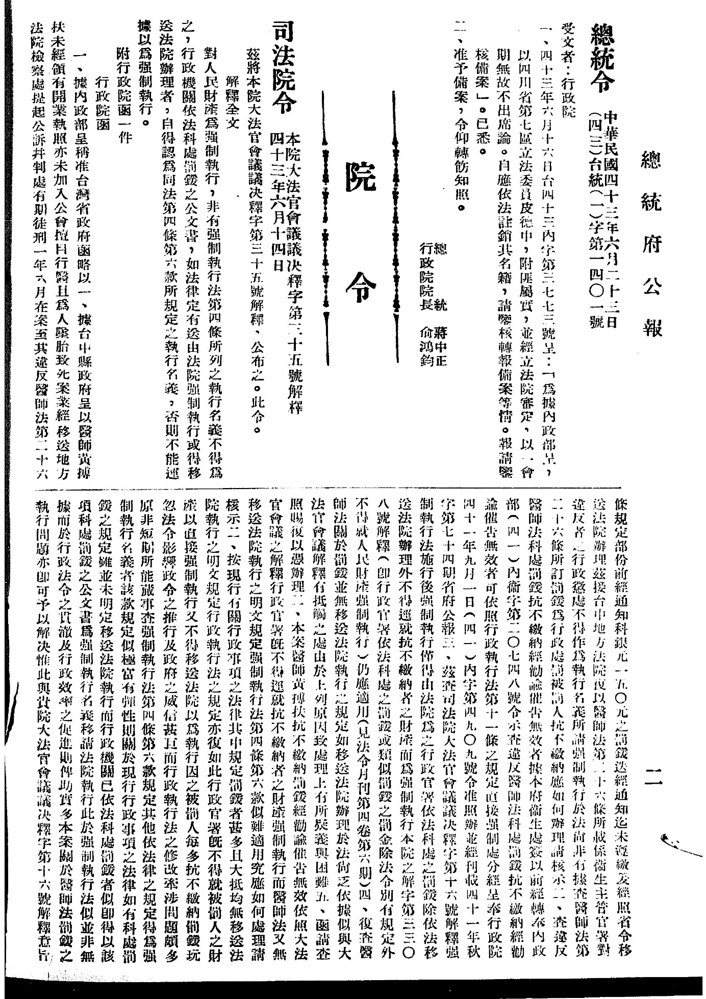 總統府公報
二
總統令
中華民國四十三年六月二十三日
(四三)台統(一)字第一四〇一號
受文者:行政院
一、四十三年六月十六日台四十三內字第三七七三號呈:「爲據內政部呈,
以四川省第七區立法委員皮德中,附匪屬實,並經立法院審定,以一會
期無故不出席論。自應依法註銷其名籍,請鑒核轉報備案等情。報請鑒
核備案」。已悉。
二、准予備案,令仰轉飭知照。
總統 蔣中正
行政院院長 俞鴻鈞
院令
司法院令
本院大法官會議議决釋字第三十五號解釋
四十三年六月十四日
茲將本院大法官會議議决釋字第三十五號解釋、公布之。此令。
解釋全文
對人民財產爲强制執行,非有强制執行法第四條所列之執行名義不得爲
之,行政機關依法科處罰鍰之公文書,如法律定有送由法院强制執行或得移
送法院辦理者,自得認爲同法第四條第六款所規定之執行名義,否則不能逕
據以爲强制執行。
附行政院函一件
行政院函
一、據內政部呈稱准台灣省政府函略以一、據台中縣政府呈以醫師黃搏
扶未經領有開業執照亦未加入公會擅自行醫且爲人墮胎致死案業經移送地方
法院檢察處提起公訴幷判處有期徒刑一年六月在案至其違反醫師法第二十六
條規定部份前經通知科銀元一五〇元之罰鍰迭經通知迄未遵繳及經照省令移
送法院辦理茲接台中地方法院復以醫師法第二十六條所載係衞生主管官署對
違反者之行政懲處不得作爲執行名義所請强制執行於法尙非有據查醫師法第
二十六條所訂罰鍰爲行政處罰被罰人抗不繳納應如何辦理請核示二、查違反
醫師法科處罰鍰抗不繳納經勸諭催告無效者據本府衞生處簽以前經轉奉內政
部(四一)內衞字第二〇七四八號令示查違反醫師法科處罰鍰抗不繳納經勸
諭催告無效者可依照行政執行法第十一條之規定直接强制處分經呈奉行政院
四十一年九月一日(四一)內字第四九〇九號令准照辦並經刊載四十一年秋
字第七十四期省府公報三、茲查司法院大法官會議議决釋字第十六號解釋强
制執行法施行後强制執行僅得由法院爲之行政官署依法科處之罰鍰除依法移
送法院辦理外不得逕就抗不繳納者之財產而爲强制執行本院之解字第三三〇
八號解釋(卽行政官署依法科處之罰鍰或類似罰鍰之罰金除法令別有規定外
不得就人民財產强制執行)仍應適用(見法令月刊第四卷第六期)四、復查醫
師法關於罰鍰並無移送法院執行之規定如移送法院辦理於法尙乏依據似與大
法官會議解釋有抵觸之處由於上列原因致處理上有所疑義與困難五、函請查
照賜復以憑辦理二、本案醫師黃搏扶抗不繳納罰鍰經勸諭催告無效依照大法
官會議之解釋行政官署旣不得逕就抗不繳納者之財產强制執行而醫師法又無
移送法院執行之明文規定强制執行法第四條第六款似難適用究應如何處理請
核示二、按現行有關行政事項之法律其中規定罰鍰者甚多且大抵均無移送法
院執行之明文規定行政執行法之規定亦復如此行政官署旣不得就被罰人之財
產以直接强制執行又不得移送法院以爲執行因之被罰人每多抗不繳納罰鍰玩
忽法令影響政令之推行及政府之威信甚亘而行政執行法之修改牽涉問題頗多
原非短期所能蕆事查强制執行法第四條第六款規定其他依法律之規定得爲强
制執行名義者該款規定似極富有彈性則關於現行行政事項之法律如有科處罰
鍰之規定雖並未明定移送法院執行而行政機關已依法科處罰鍰者似卽得以該
項科處罰鍰之公文書爲强制執行名義移請法院執行此於强制執行法似並非無
據而於行政法令之貫澈及行政效率之促進則俾助實多本案關於醫師法罰鍰之
執行問題亦卽可予以解决惟此與貴院大法官會議議决釋字第十六號解釋意旨